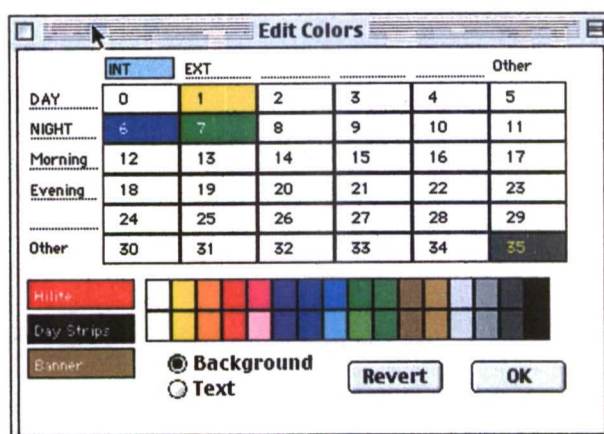 Edit Colors
INT EXT Other
DAY 0 1 2 3 4 5
NIGHT 6 7 8 9 10 11
Morning 12 13 14 15 16 17
Evening 18 19 20 21 22 23
24 25 26 27 28 29
Other 30 31 32 33 34 35
Hilite
Day Strips
Banner
Background
Text
Revert
OK